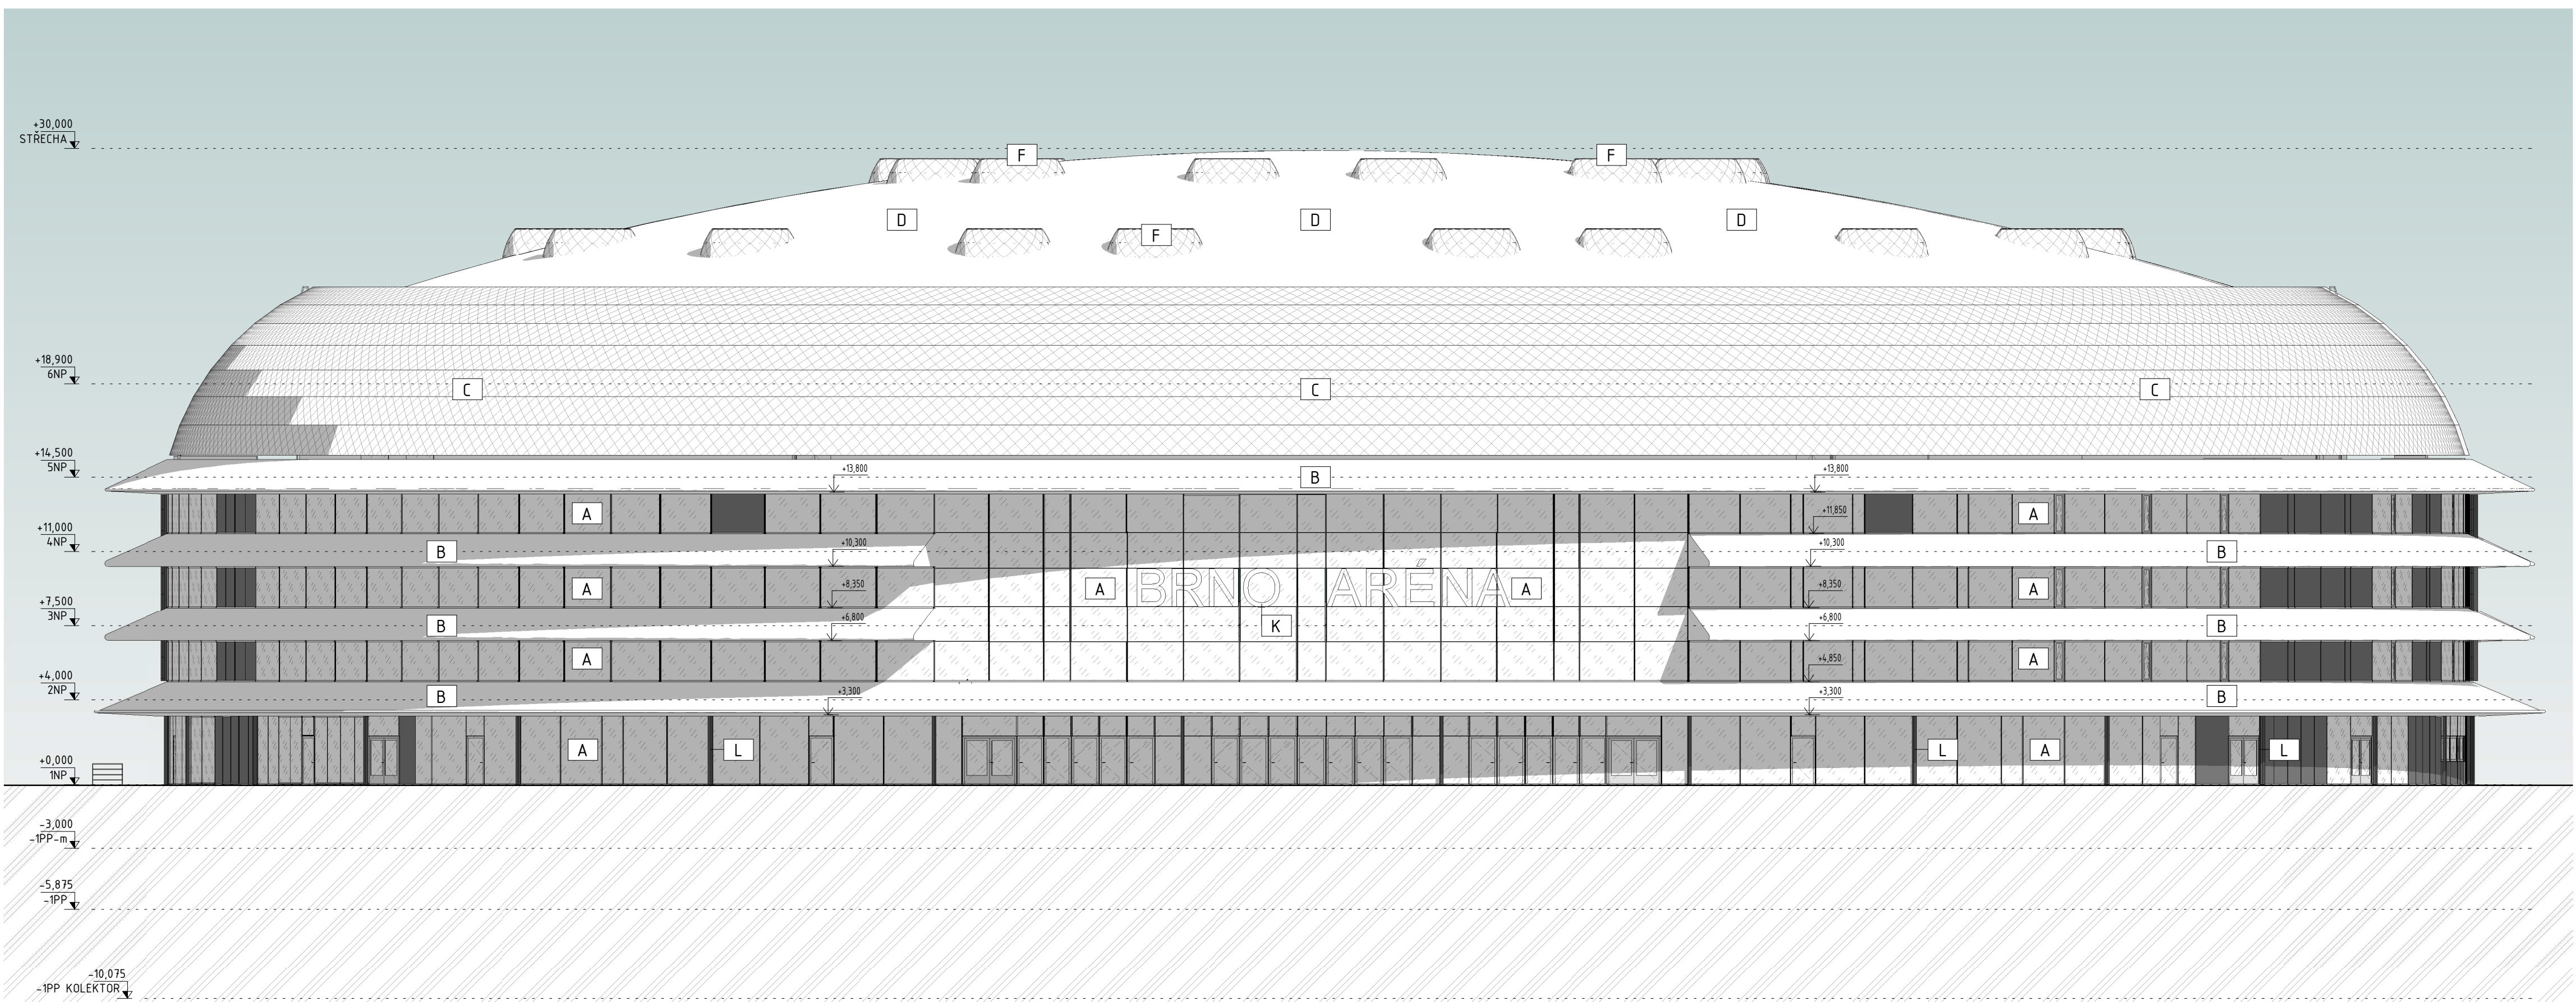 +30,000
STŘECHA
F F
D D D
F
+18,900
6NP
C C C
+14,500
5NP
+13,800 B +13,800
A +11,850 A
+11,000
4NP
B +10,300 +10,300 B
A +8,350 A BRNO ARÉNA A +8,350 A
+7,500
3NP
B +6,800 K +6,800 B
A +4,850 A
+4,000
2NP
B +3,300 +3,300 B
A L L A L
+0,000
1NP
-3,000
-1PP-m
-5,875
-1PP
-10,075
-1PP KOLEKTOR